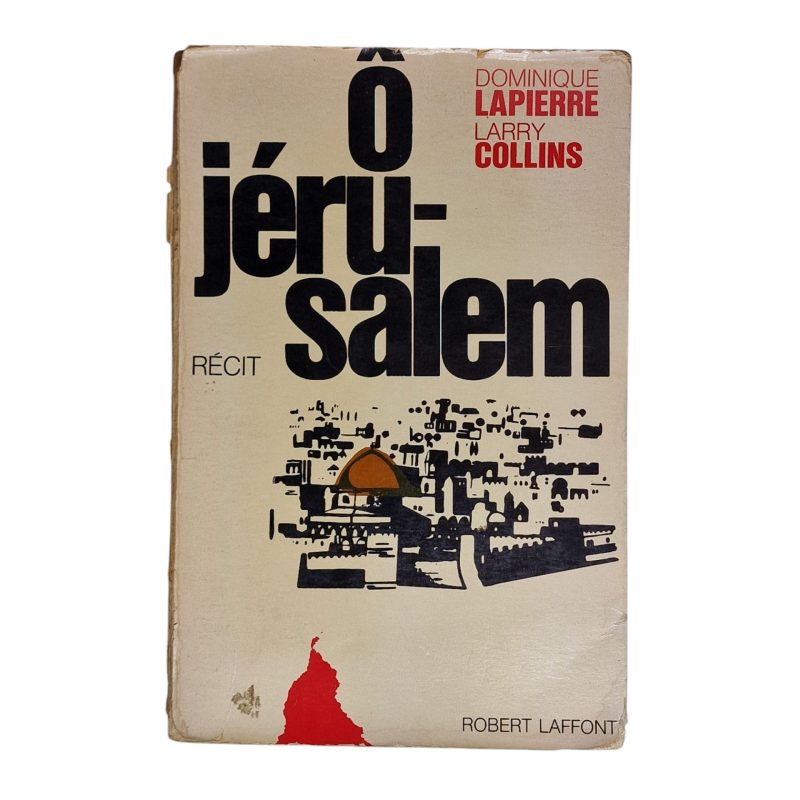 Ô
jéru-
salem
DOMINIQUE
LAPIERRE
LARRY
COLLINS
RÉCIT
ROBERT LAFFONT